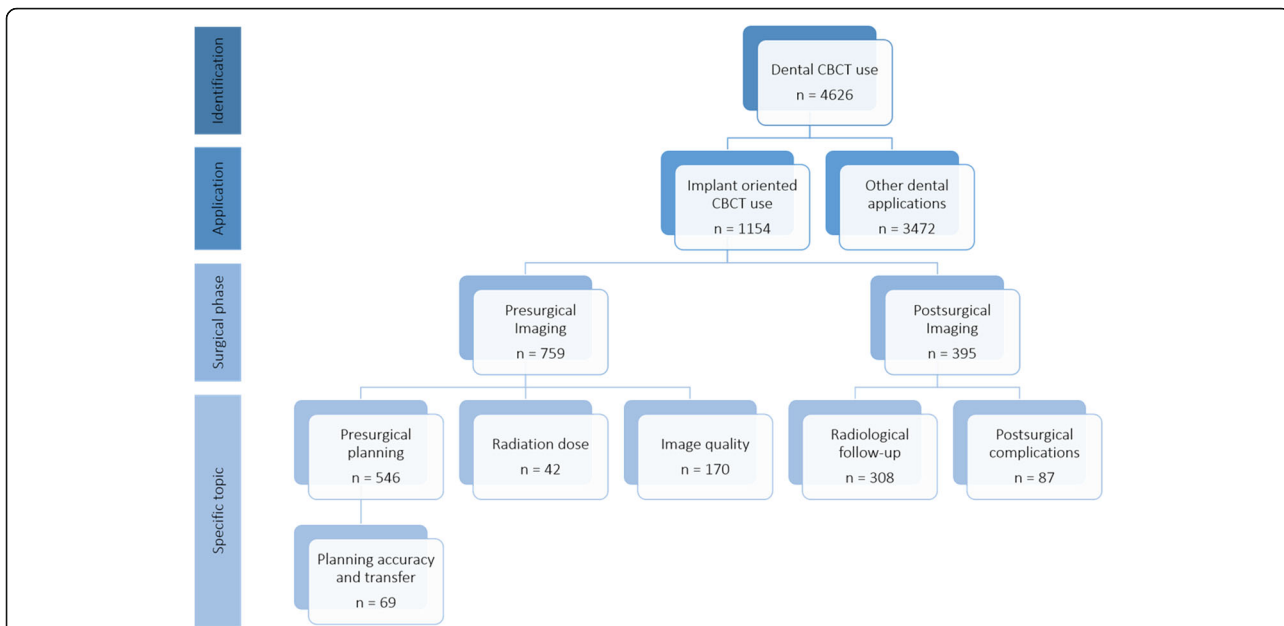 Identification
Dental CBCT use
n = 4626
Application
Implant oriented
CBCT use
n = 1154
Other dental
applications
n = 3472
Surgical phase
Presurgical
Imaging
n = 759
Postsurgical
Imaging
n = 395
Specific topic
Presurgical
planning
n = 546
Radiation dose
n = 42
Image quality
n = 170
Radiological
follow-up
n = 308
Postsurgical
complications
n = 87
Planning accuracy
and transfer
n = 69